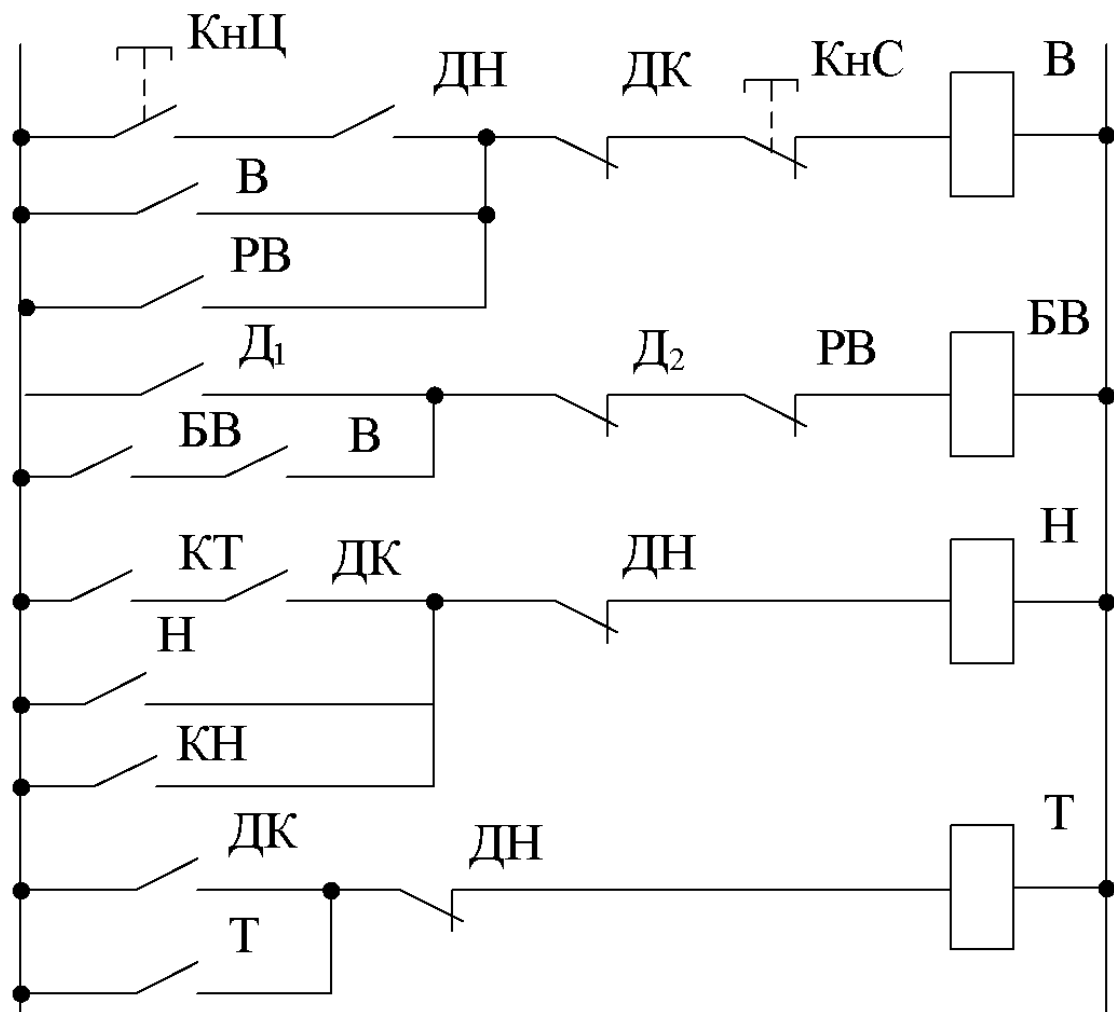 КнЦ
ДН ДК КнС В
В
РВ
Д₁ Д₂ РВ БВ
БВ В
КТ ДК ДН Н
Н
КН
ДК ДН Т
Т